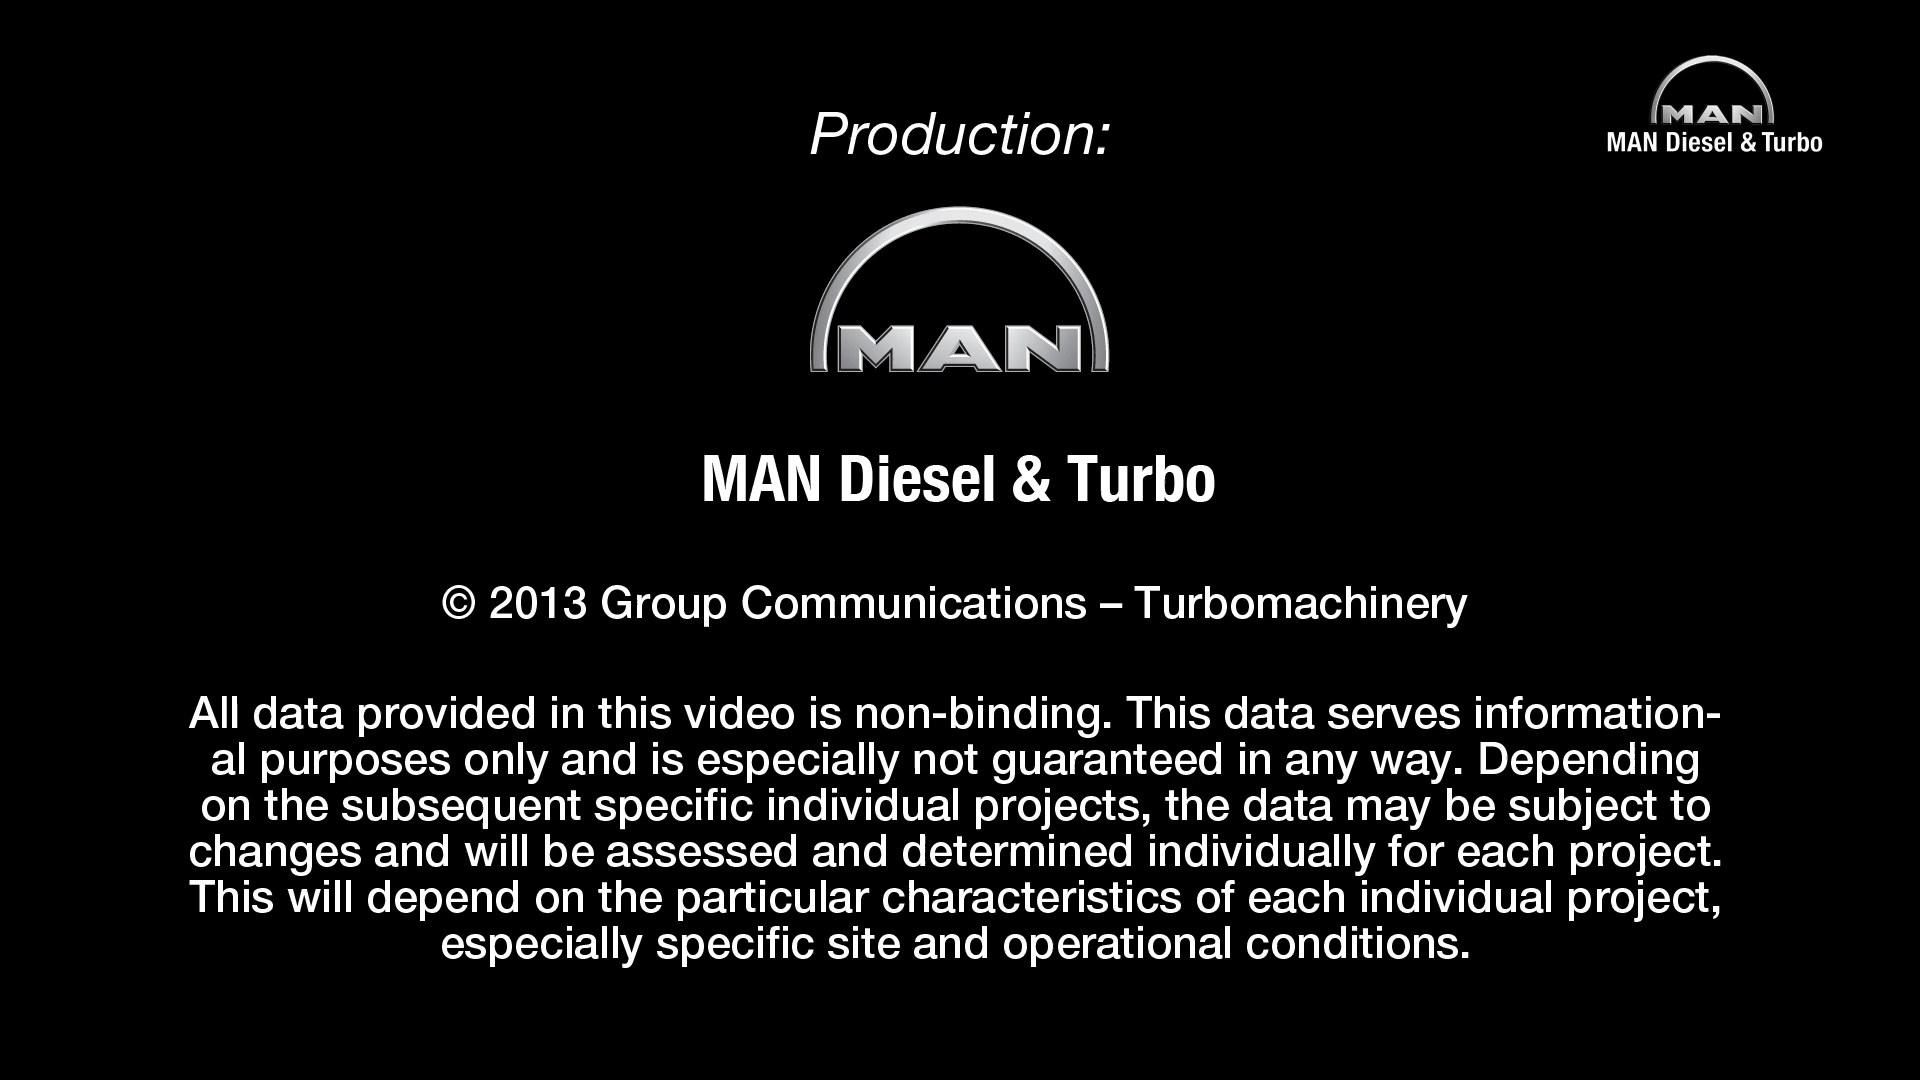 Production:
MAN
MAN Diesel & Turbo
MAN
MAN Diesel & Turbo
© 2013 Group Communications – Turbomachinery
All data provided in this video is non-binding. This data serves information-
al purposes only and is especially not guaranteed in any way. Depending
on the subsequent specific individual projects, the data may be subject to
changes and will be assessed and determined individually for each project.
This will depend on the particular characteristics of each individual project,
especially specific site and operational conditions.